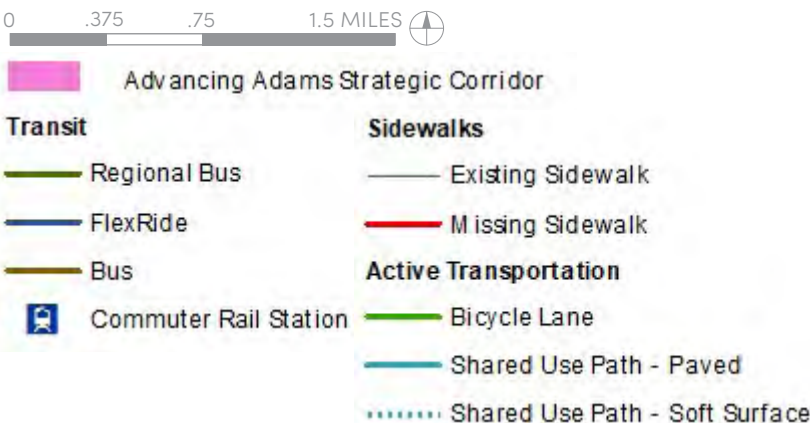 0 .375 .75 1.5 MILES
Advancing Adams Strategic Corridor
Transit
Regional Bus
FlexRide
Bus
Commuter Rail Station
Sidewalks
Existing Sidewalk
Missing Sidewalk
Active Transportation
Bicycle Lane
Shared Use Path - Paved
Shared Use Path - Soft Surface